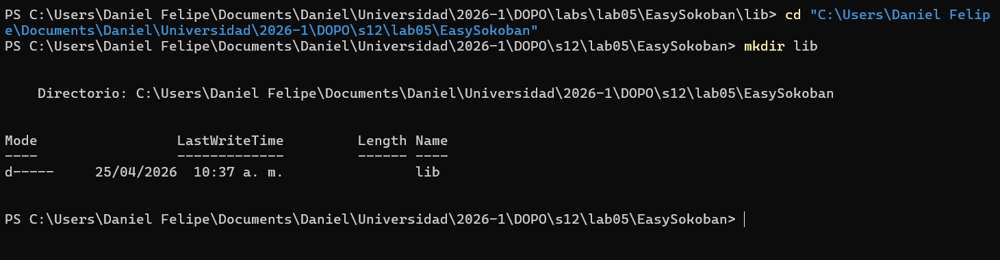 PS C:\Users\Daniel Felipe\Documents\Daniel\Universidad\2026-1\DOPO\labs\lab05\EasySokoban\lib> cd "C:\Users\Daniel Felip
e\Documents\Daniel\Universidad\2026-1\DOPO\s12\lab05\EasySokoban"
PS C:\Users\Daniel Felipe\Documents\Daniel\Universidad\2026-1\DOPO\s12\lab05\EasySokoban> mkdir lib
Directorio: C:\Users\Daniel Felipe\Documents\Daniel\Universidad\2026-1\DOPO\s12\lab05\EasySokoban
Mode                 LastWriteTime         Length Name
----                 -------------         ------ ----
d-----     25/04/2026  10:37 a. m.                lib
PS C:\Users\Daniel Felipe\Documents\Daniel\Universidad\2026-1\DOPO\s12\lab05\EasySokoban>